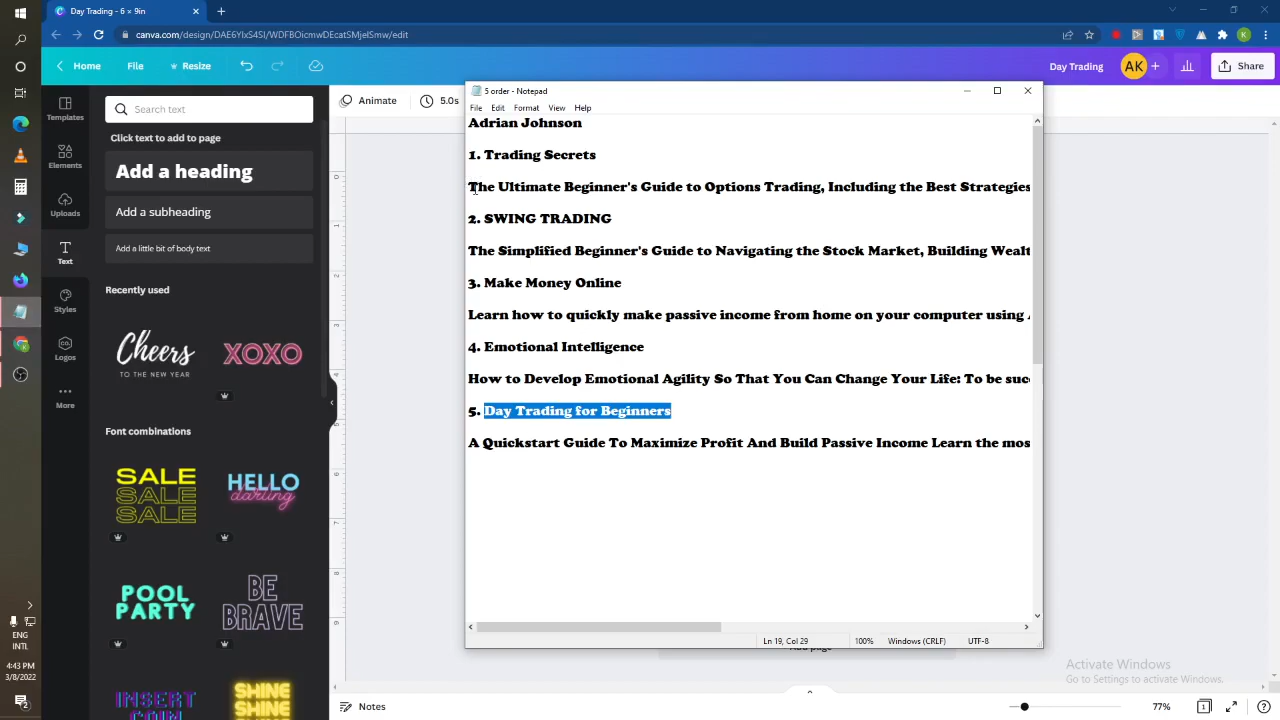 Day Trading - 6 × 9in
canva.com/design/DAE6YIxS4SI/WDFBOicmwDEcatSMjelSmw/edit
Home
File
Resize
Day Trading
AK
Share
Templates
Elements
Uploads
Text
Styles
CO.
Logos
More
Search text
Click text to add to page
Add a heading
Add a subheading
Add a little bit of body text
Recently used
Cheers
TO THE NEW YEAR
XOXO
Font combinations
SALE
SALE
SALE
HELLO
darling
POOL
PARTY
BE
BRAVE
INSERT
COIN
SHINE
SHINE
Animate
5.0s
5 order - Notepad
File Edit Format View Help
Adrian Johnson
1. Trading Secrets
The Ultimate Beginner's Guide to Options Trading, Including the Best Strategies
2. SWING TRADING
The Simplified Beginner's Guide to Navigating the Stock Market, Building Wealt
3. Make Money Online
Learn how to quickly make passive income from home on your computer using
4. Emotional Intelligence
How to Develop Emotional Agility So That You Can Change Your Life: To be suc
5. Day Trading for Beginners
A Quickstart Guide To Maximize Profit And Build Passive Income Learn the mos
Ln 19, Col 29
100%
Windows (CRLF)
UTF-8
Add page
Activate Windows
Go to Settings to activate Windows.
Notes
77%
1
ENG
INTL
4:43 PM
3/8/2022
2